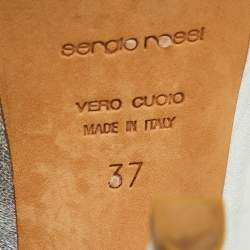 sergio rossi
VERO CUOIO
MADE IN ITALY
37